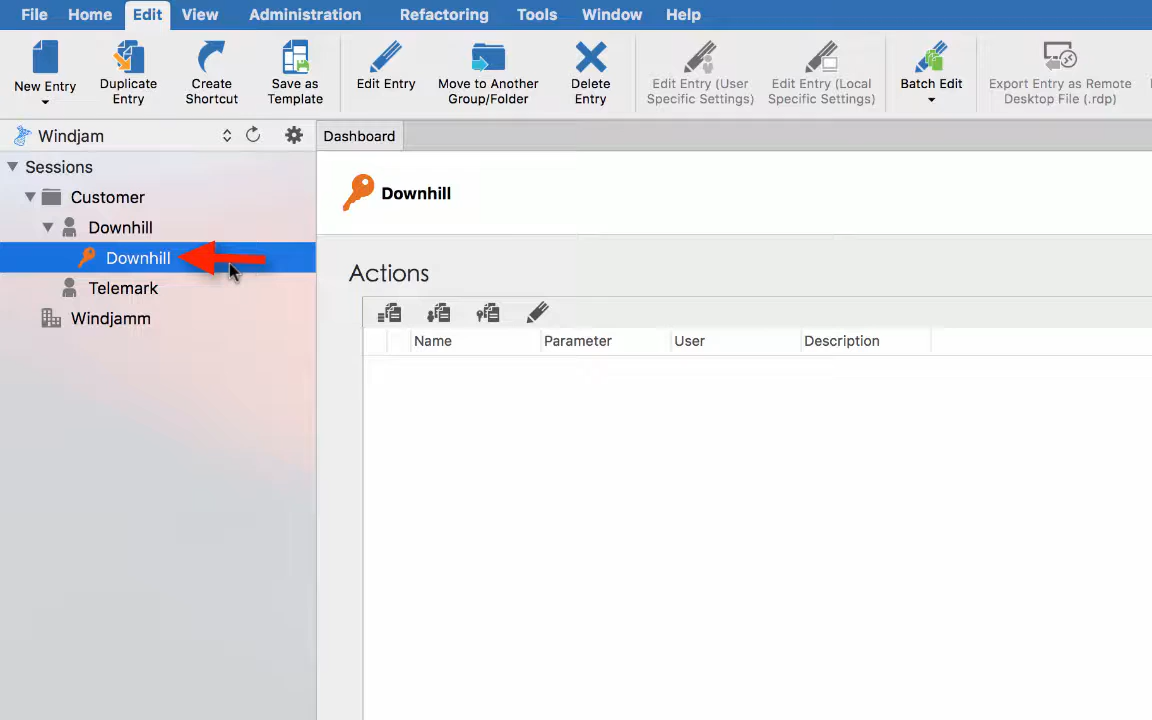 File Home Edit View Administration Refactoring Tools Window Help
New Entry
Duplicate
Entry
Create
Shortcut
Save as
Template
Edit Entry
Move to Another
Group/Folder
Delete
Entry
Edit Entry (User
Specific Settings)
Edit Entry (Local
Specific Settings)
Batch Edit
Export Entry as Remote
Desktop File (.rdp)
Windjam
Dashboard
Sessions
Customer
Downhill
Downhill
Telemark
Windjamm
Downhill
Actions
Name Parameter User Description